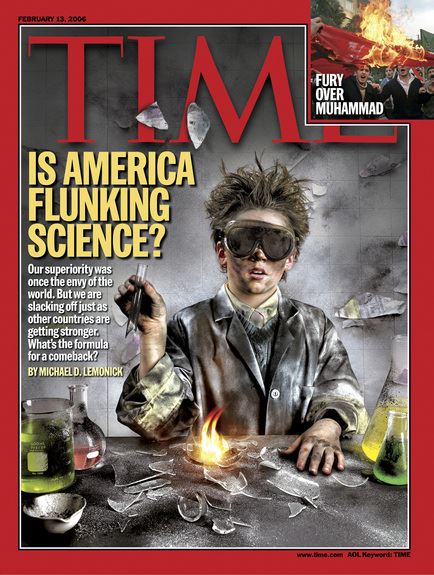 FEBRUARY 13, 2006
TIME
FURY
OVER
MUHAMMAD
IS AMERICA
FLUNKING
SCIENCE?
Our superiority was
once the envy of the
world. But we are
slacking off just as
other countries are
getting stronger.
What's the formula
for a comeback?
BY MICHAEL D. LEMONICK
www.time.com AOL Keyword: TIME